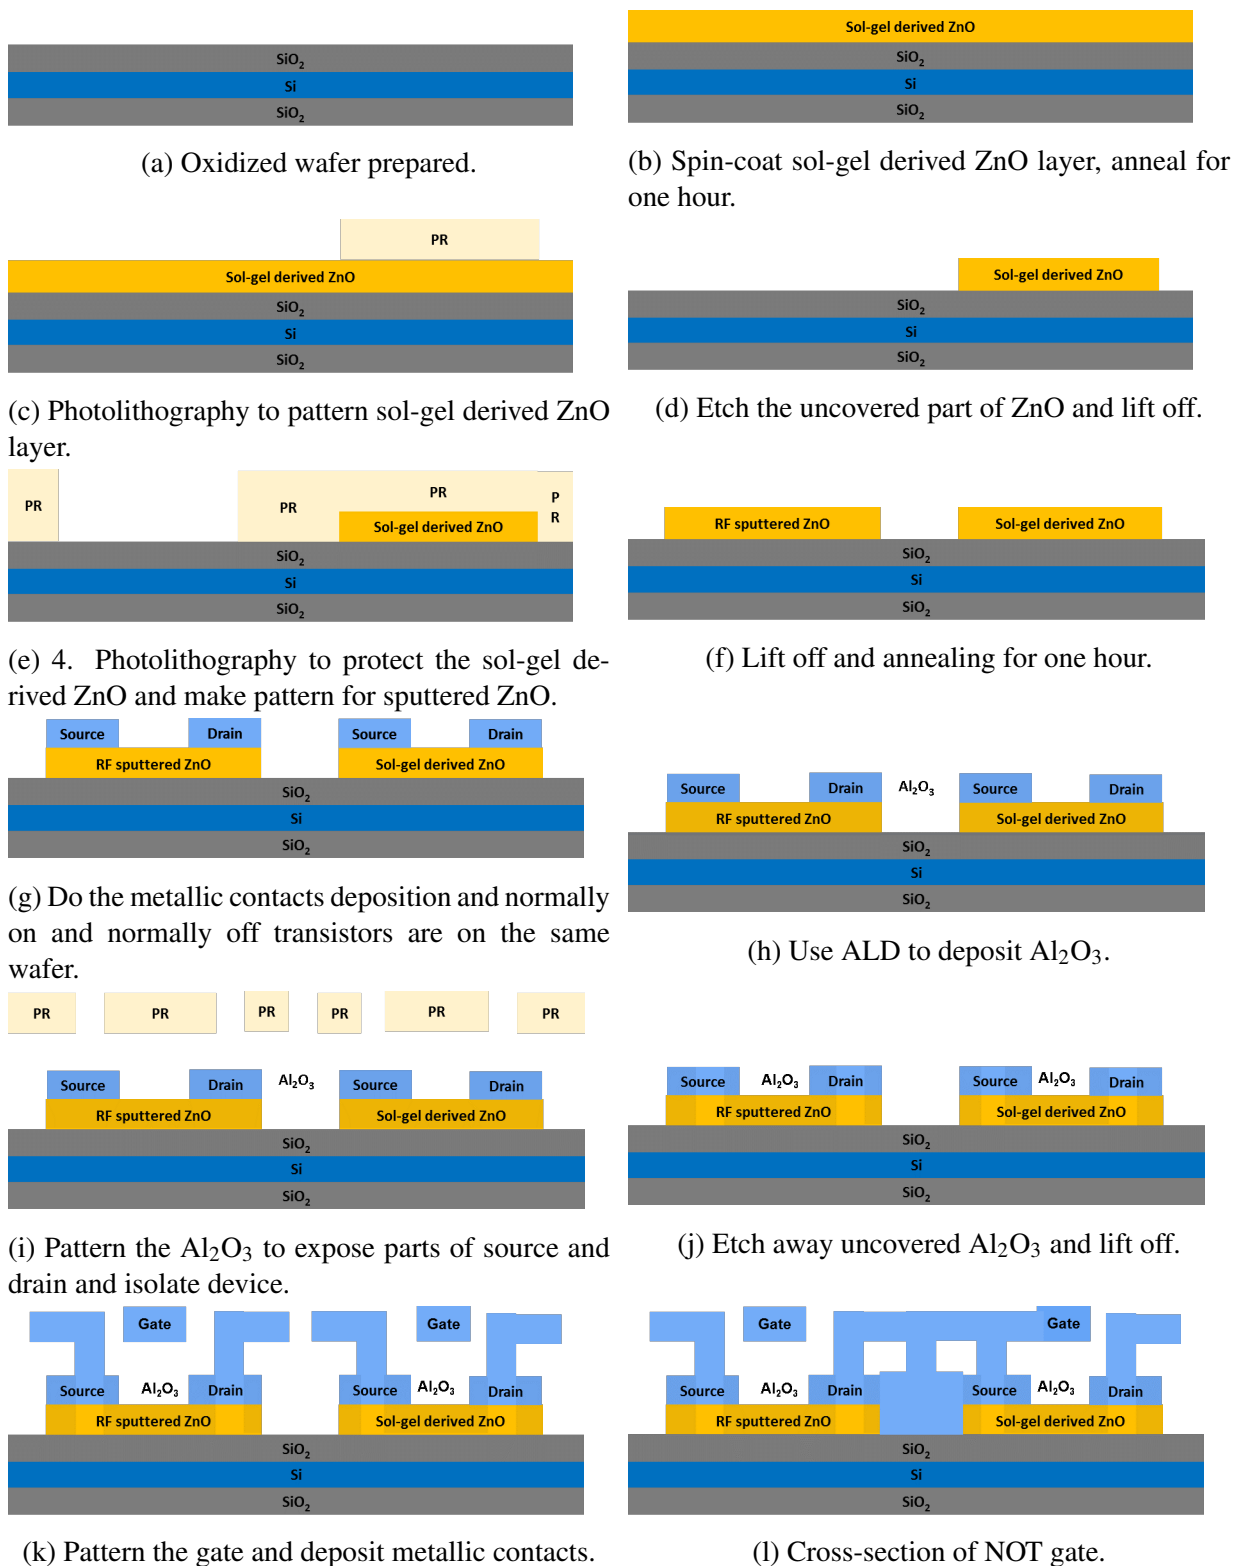 SiO2
Si
SiO2
(a) Oxidized wafer prepared.
Sol-gel derived ZnO
SiO2
Si
SiO2
(b) Spin-coat sol-gel derived ZnO layer, anneal for
one hour.
PR
Sol-gel derived ZnO
SiO2
Si
SiO2
(c) Photolithography to pattern sol-gel derived ZnO
layer.
Sol-gel derived ZnO
SiO2
Si
SiO2
(d) Etch the uncovered part of ZnO and lift off.
PR PR PR P
R
Sol-gel derived ZnO
SiO2
Si
SiO2
(e) 4. Photolithography to protect the sol-gel de-
rived ZnO and make pattern for sputtered ZnO.
RF sputtered ZnO Sol-gel derived ZnO
SiO2
Si
SiO2
(f) Lift off and annealing for one hour.
Source Drain Source Drain
RF sputtered ZnO Sol-gel derived ZnO
SiO2
Si
SiO2
(g) Do the metallic contacts deposition and normally
on and normally off transistors are on the same
wafer.
Source Drain Al2O3 Source Drain
RF sputtered ZnO Sol-gel derived ZnO
SiO2
Si
SiO2
(h) Use ALD to deposit Al2O3.
PR PR PR PR PR PR
Source Drain Al2O3 Source Drain
RF sputtered ZnO Sol-gel derived ZnO
SiO2
Si
SiO2
(i) Pattern the Al2O3 to expose parts of source and
drain and isolate device.
Source Al2O3 Drain Source Al2O3 Drain
RF sputtered ZnO Sol-gel derived ZnO
SiO2
Si
SiO2
(j) Etch away uncovered Al2O3 and lift off.
Gate Gate
Source Al2O3 Drain Source Al2O3 Drain
RF sputtered ZnO Sol-gel derived ZnO
SiO2
Si
SiO2
(k) Pattern the gate and deposit metallic contacts.
Gate Gate
Source Al2O3 Drain Source Al2O3 Drain
RF sputtered ZnO Sol-gel derived ZnO
SiO2
Si
SiO2
(l) Cross-section of NOT gate.